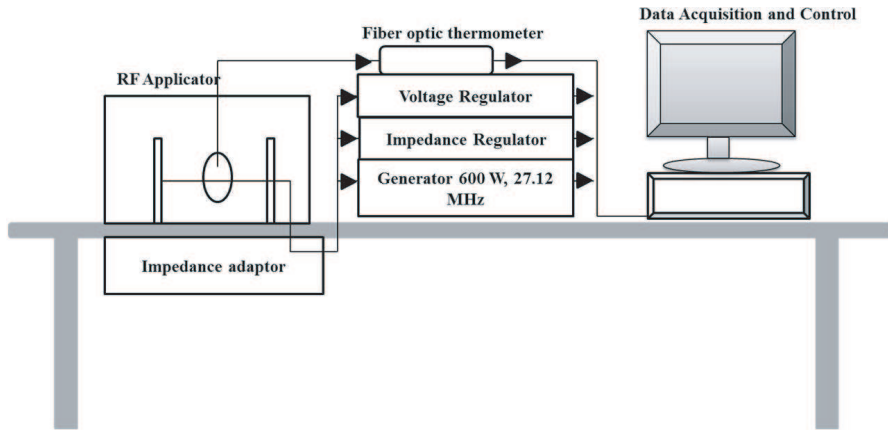 Data Acquisition and Control
Fiber optic thermometer
RF Applicator
Voltage Regulator
Impedance Regulator
Generator 600 W, 27.12
MHz
Impedance adaptor